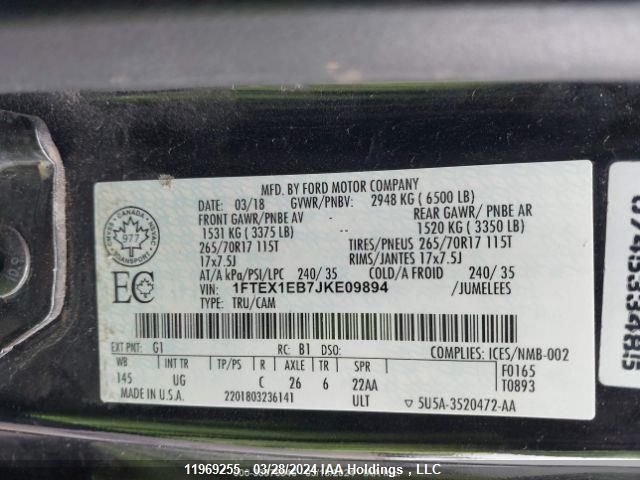 MFD. BY FORD MOTOR COMPANY
DATE: 03/18 GVWR/PNBV: 2948 KG ( 6500 LB)
FRONT GAWR/PNBE AV REAR GAWR/ PNBE AR
1531 KG ( 3375 LB) -- 1520 KG ( 3350 LB)
265/70R17 115T TIRES/PNEUS 265/70R17 115T
17x7.5J RIMS/JANTES 17x7.5J
AT/A kPa/PSI/LPC 240/ 35 COLD/A FROID 240/ 35
VIN: 1FTEX1EB7JKE09894 /JUMELEES
TYPE: TRU/CAM
CANADA
977
TRANSPORT
EC
EXT PNT: G1 RC: B1 DSO: COMPLIES: ICES/NMB-002
WB INT TR TP/PS R AXLE TR SPR F0165
145 UG C 26 6 22AA T0893
2201803236141 ULT 5U5A-3520472-AA
11969255 - 03/28/2024 IAA Holdings , LLC